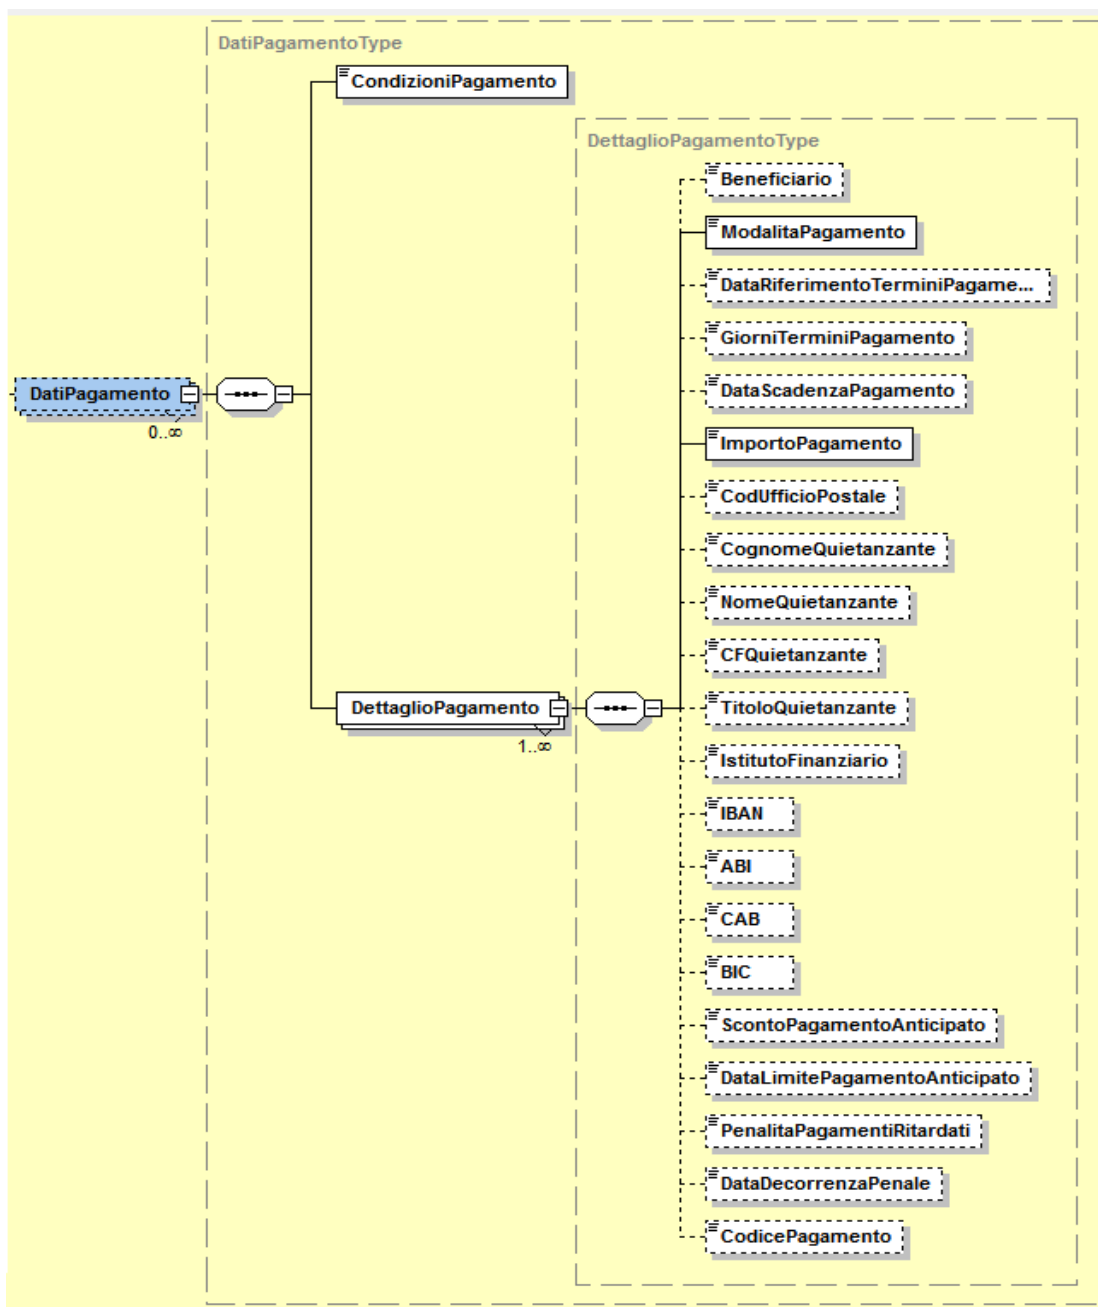 DatiPagamentoType
CondizioniPagamento
DettaglioPagamentoType
Beneficiario
ModalitaPagamento
DataRiferimentoTerminiPagame...
GiorniTerminiPagamento
DataScadenzaPagamento
DatiPagamento
0..∞
ImportoPagamento
CodUfficioPostale
CognomeQuietanzante
NomeQuietanzante
CFQuietanzante
DettaglioPagamento
1..∞
TitoloQuietanzante
IstitutoFinanziario
IBAN
ABI
CAB
BIC
ScontoPagamentoAnticipato
DataLimitePagamentoAnticipato
PenalitaPagamentiRitardati
DataDecorrenzaPenale
CodicePagamento